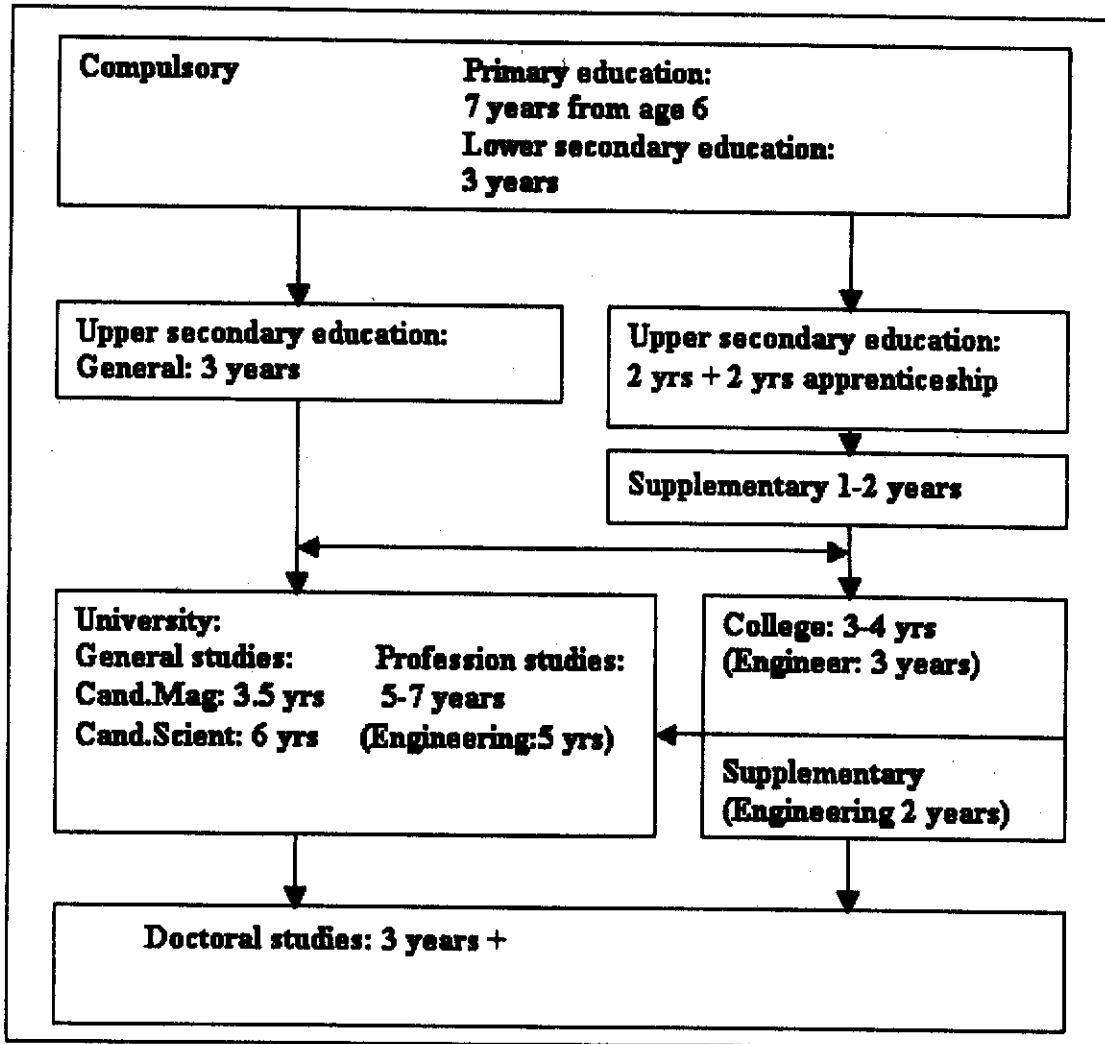 Compulsory
Primary education:
7 years from age 6
Lower secondary education:
3 years
Upper secondary education:
General: 3 years
Upper secondary education:
2 yrs + 2 yrs apprenticeship
Supplementary 1-2 years
University:
General studies: Profession studies:
Cand.Mag: 3.5 yrs 5-7 years
Cand.Scient: 6 yrs (Engineering:5 yrs)
College: 3-4 yrs
(Engineer: 3 years)
Supplementary
(Engineering 2 years)
Doctoral studies: 3 years +